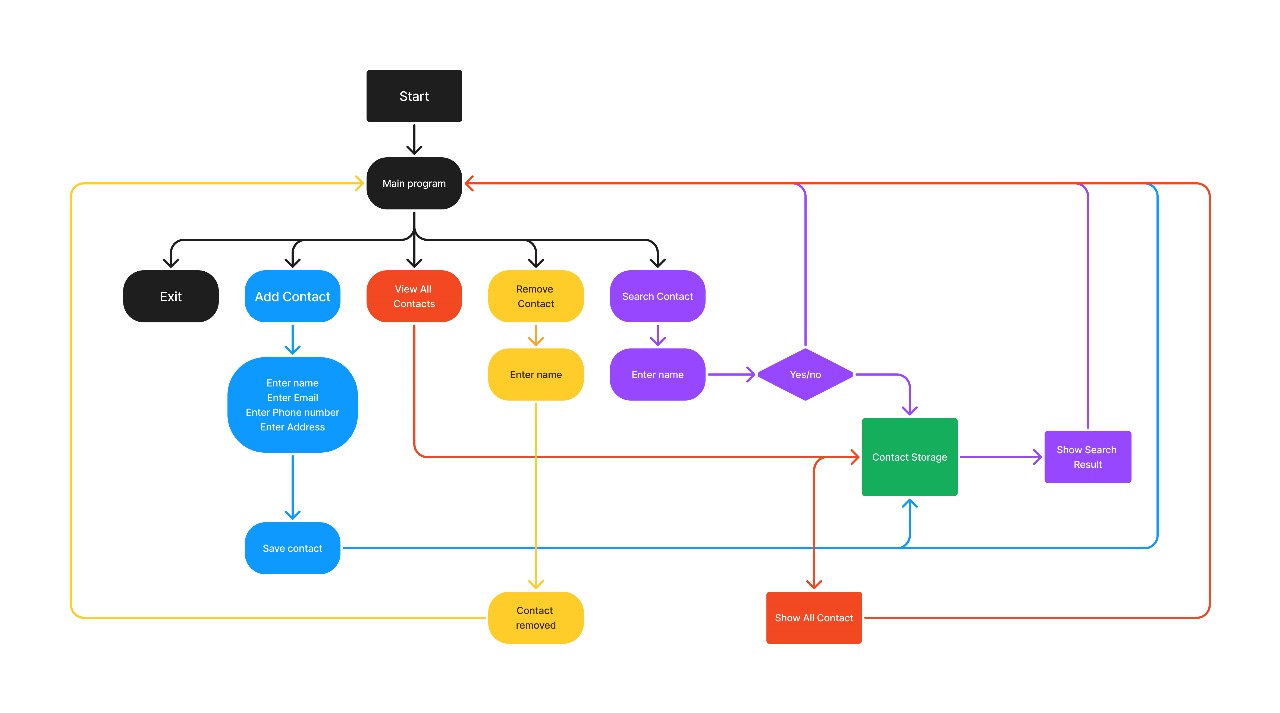 Start
Main program
Exit
Add Contact
View All
Contacts
Remove
Contact
Search Contact
Enter name
Enter Email
Enter Phone number
Enter Address
Enter name
Enter name
Yes/no
Contact Storage
Show Search
Result
Save contact
Contact
removed
Show All Contact